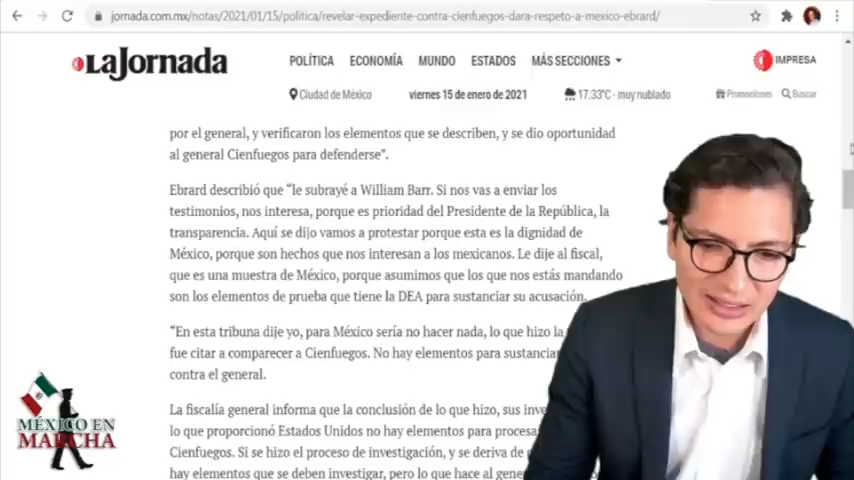 jornada.com.mx/notas/2021/01/15/politica/revelar-expediente-contra-cienfuegos-dara-respeto-a-mexico-ebrard/
LaJornada
POLÍTICA ECONOMÍA MUNDO ESTADOS MÁS SECCIONES
IMPRESA
Ciudad de México viernes 15 de enero de 2021 17.33°C - muy nublado Promociones Buscar
por el general, y verificaron los elementos que se describen, y se dio oportunidad
al general Cienfuegos para defenderse”.
Ebrard describió que “le subrayé a William Barr. Si nos vas a enviar los
testimonios, nos interesa, porque es prioridad del Presidente de la República, la
transparencia. Aquí se dijo vamos a protestar porque esta es la dignidad de
México, porque son hechos que nos interesan a los mexicanos. Le dije al fiscal,
que es una muestra de México, porque asumimos que los que nos estás mandando
son los elementos de prueba que tiene la DEA para sustanciar su acusación.
“En esta tribuna dije yo, para México sería no hacer nada, lo que hizo la
fue citar a comparecer a Cienfuegos. No hay elementos para
contra el general.
La fiscalía general informa que la conclusión de lo que hizo, sus
lo que proporcionó Estados Unidos no hay elementos para
Cienfuegos. Si se hizo el proceso de investigación, y se deriva de
hay elementos que se deben investigar, pero lo que hace al
MÉXICO EN
MARCHA